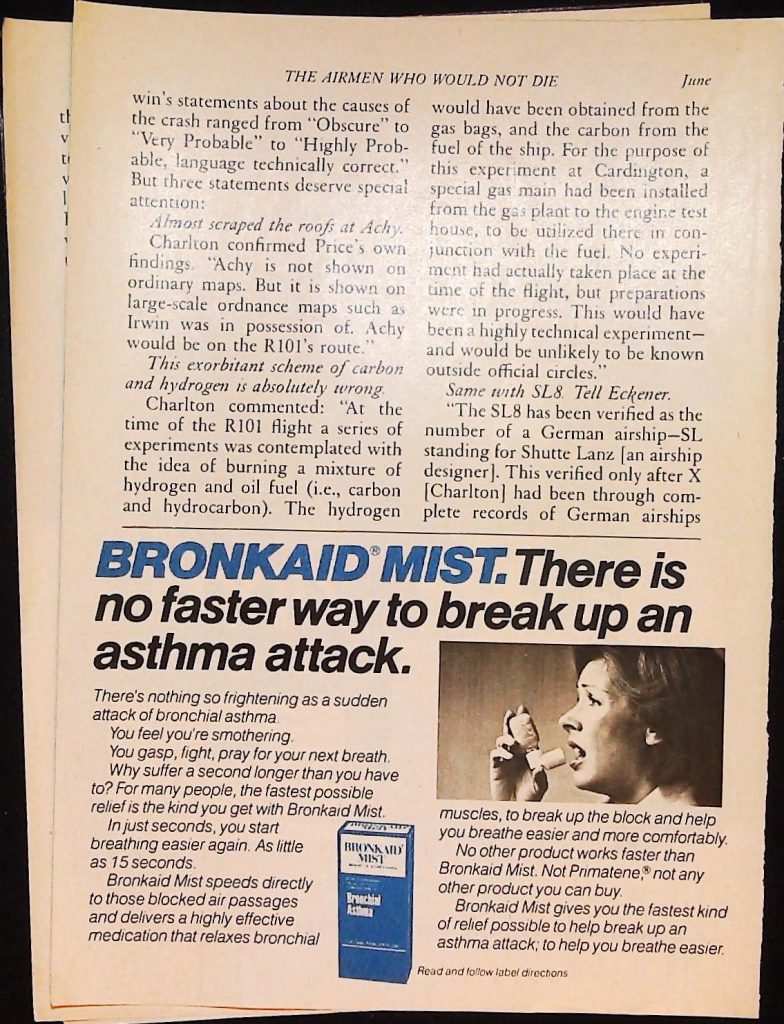 THE AIRMEN WHO WOULD NOT DIE
June
win's statements about the causes of
the crash ranged from "Obscure" to
"Very Probable" to "Highly Prob-
able, language technically correct."
But three statements deserve special
attention:
Almost scraped the roofs at Achy.
Charlton confirmed Price's own
findings. "Achy is not shown on
ordinary maps. But it is shown on
large-scale ordnance maps such as
Irwin was in possession of. Achy
would be on the R101's route."
This exorbitant scheme of carbon
and hydrogen is absolutely wrong.
Charlton commented: "At the
time of the R101 flight a series of
experiments was contemplated with
the idea of burning a mixture of
hydrogen and oil fuel (i.e., carbon
and hydrocarbon). The hydrogen
would have been obtained from the
gas bags, and the carbon from the
fuel of the ship. For the purpose of
this experiment at Cardington, a
special gas main had been installed
from the gas plant to the engine test
house, to be utilized there in con-
junction with the fuel. No experi-
ment had actually taken place at the
time of the flight, but preparations
were in progress. This would have
been a highly technical experiment—
and would be unlikely to be known
outside official circles."
Same with SL8. Tell Eckener.
"The SL8 has been verified as the
number of a German airship—SL
standing for Shutte Lanz [an airship
designer]. This verified only after X
[Charlton] had been through com-
plete records of German airships
BRONKAID® MIST. There is
no faster way to break up an
asthma attack.
There's nothing so frightening as a sudden
attack of bronchial asthma.
You feel you're smothering.
You gasp, fight, pray for your next breath.
Why suffer a second longer than you have
to? For many people, the fastest possible
relief is the kind you get with Bronkaid Mist.
In just seconds, you start
breathing easier again. As little
as 15 seconds.
Bronkaid Mist speeds directly
to those blocked air passages
and delivers a highly effective
medication that relaxes bronchial
BRONKAID
MIST
Bronchial
Asthma
muscles, to break up the block and help
you breathe easier and more comfortably.
No other product works faster than
Bronkaid Mist. Not Primatene,® not any
other product you can buy.
Bronkaid Mist gives you the fastest kind
of relief possible to help break up an
asthma attack; to help you breathe easier.
Read and follow label directions